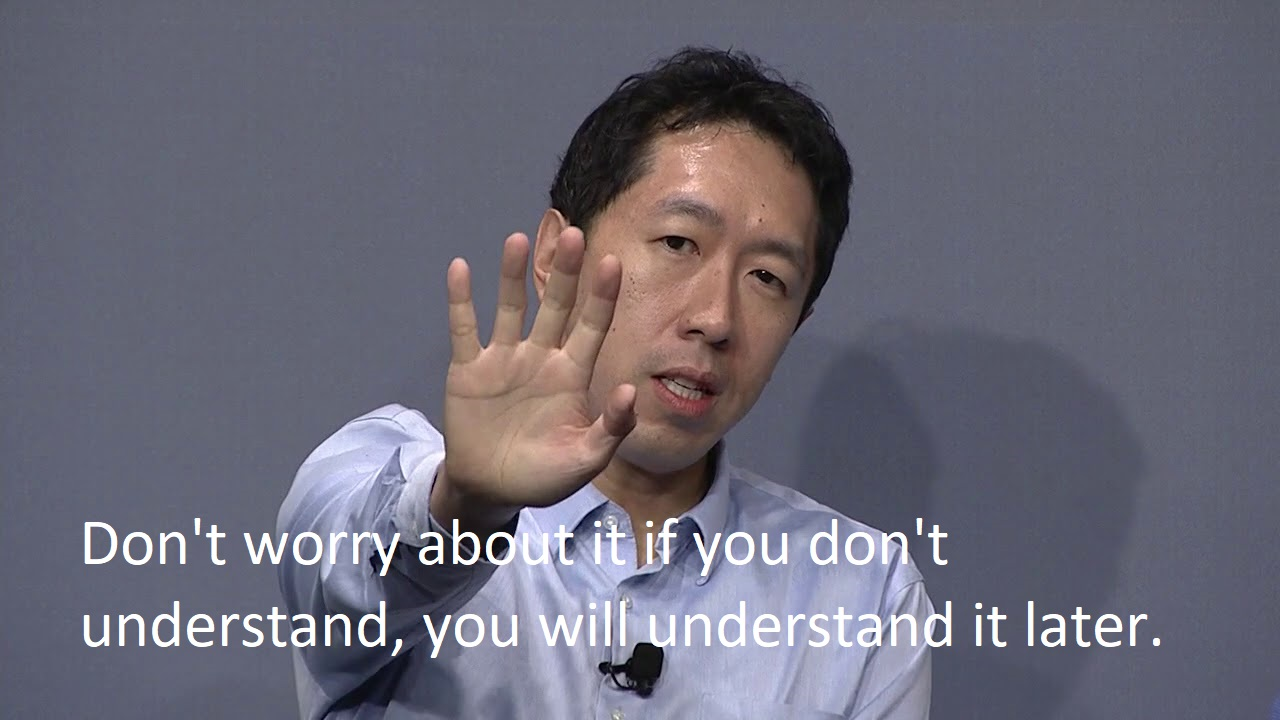 Don't worry about it if you don't
understand, you will understand it later.